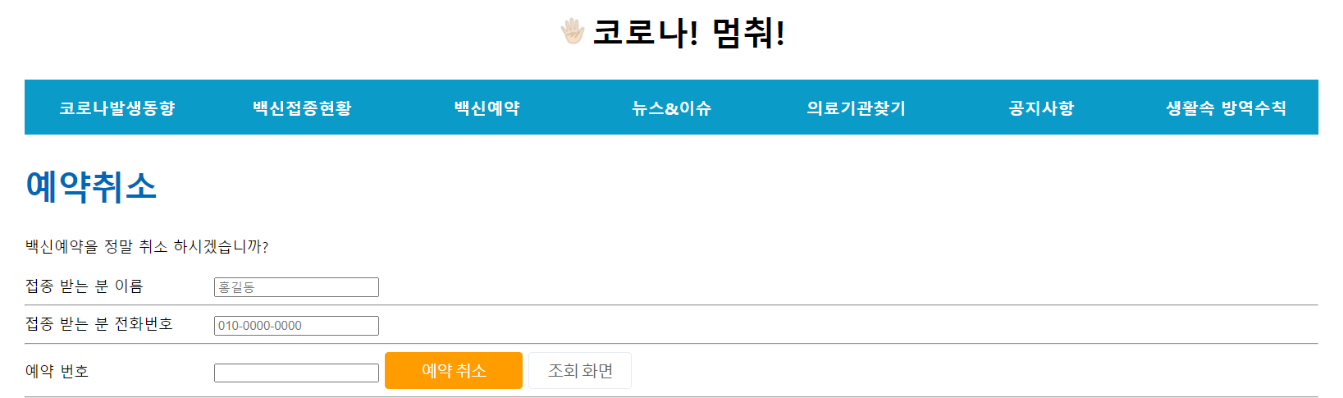 코로나! 멈춰!
코로나발생동향 백신접종현황 백신예약 뉴스&이슈 의료기관찾기 공지사항 생활속 방역수칙
예약취소
백신예약을 정말 취소 하시겠습니까?
접종 받는 분 이름 홍길동
접종 받는 분 전화번호 010-0000-0000
예약 번호 예약 취소 조회 화면